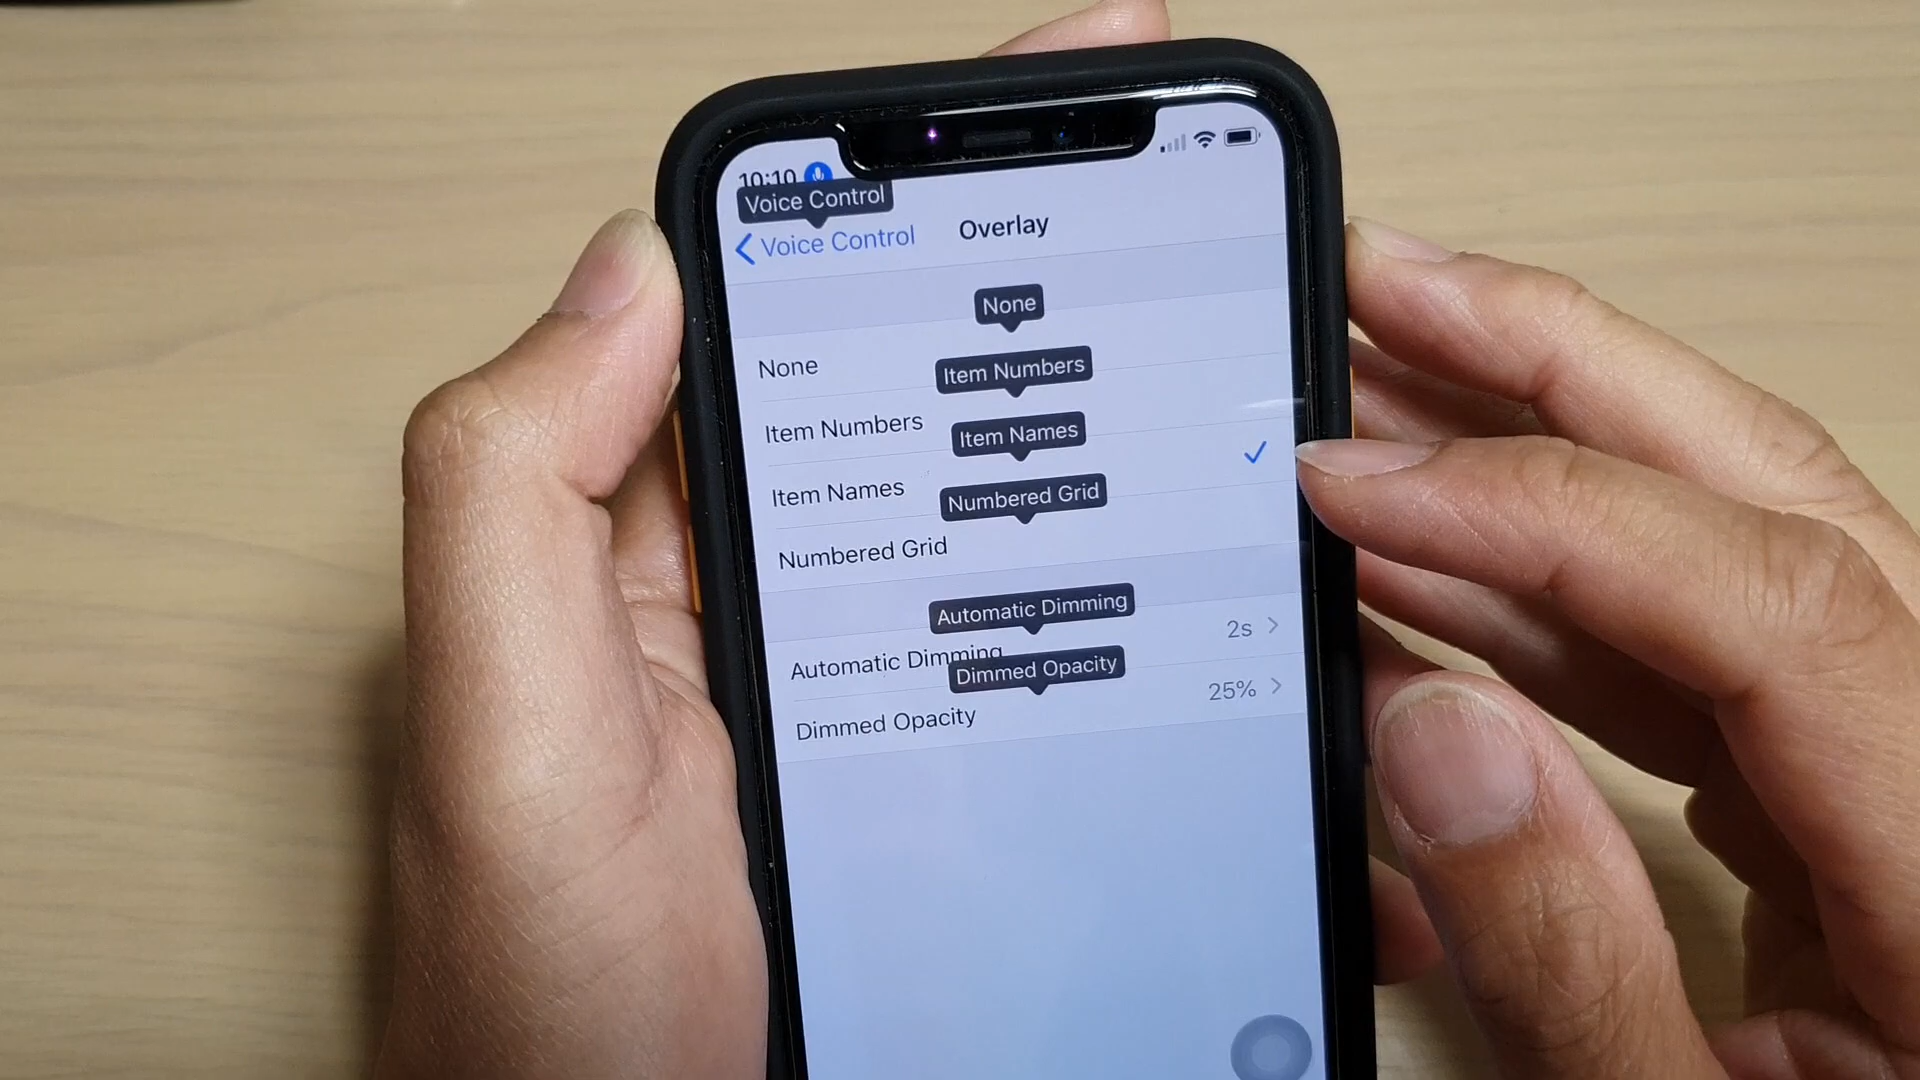 10:10
Voice Control
Voice Control
Overlay
None
None
Item Numbers
Item Numbers
Item Names
Item Names
Numbered Grid
Numbered Grid
Automatic Dimming
Automatic Dimming
2s
Dimmed Opacity
Dimmed Opacity
25%